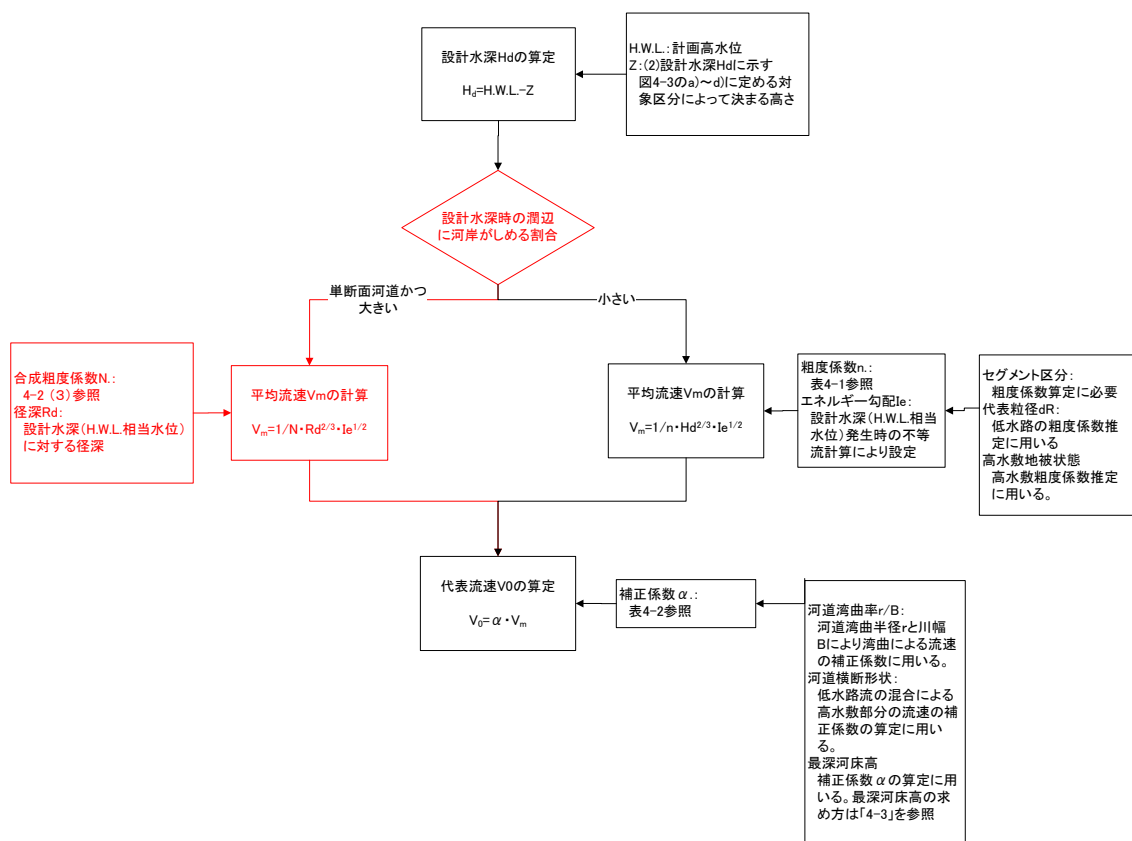 設計水深Hdの算定
Hd=H.W.L.-Z
H.W.L.：計画高水位
Z：(2)設計水深Hdに示す
図4-3のa)～d)に定める対
象区分によって決まる高さ
設計水深時の潤辺
に河岸がしめる割合
単断面河道かつ
大きい
小さい
合成粗度係数N.：
4-2（3）参照
径深Rd：
設計水深（H.W.L.相当水位）
に対する径深
平均流速Vmの計算
Vm=1/N・Rd2/3・Ie1/2
平均流速Vmの計算
Vm=1/n・Hd2/3・Ie1/2
粗度係数n.：
表4-1参照
エネルギー勾配Ie：
設計水深（H.W.L.相当
水位）発生時の不等
流計算により設定
セグメント区分：
粗度係数算定に必要
代表粒径dR：
低水路の粗度係数推
定に用いる
高水敷地被状態
高水敷粗度係数推定
に用いる。
代表流速V0の算定
V0=α・Vm
補正係数α.：
表4-2参照
河道湾曲率r/B：
河道湾曲半径rと川幅
Bにより湾曲による流速
の補正係数に用いる。
河道横断形状：
低水路流の混合による
高水敷部分の流速の補
正係数の算定に用い
る。
最深河床高
補正係数αの算定に用
いる。最深河床高の求
め方は「4-3」を参照